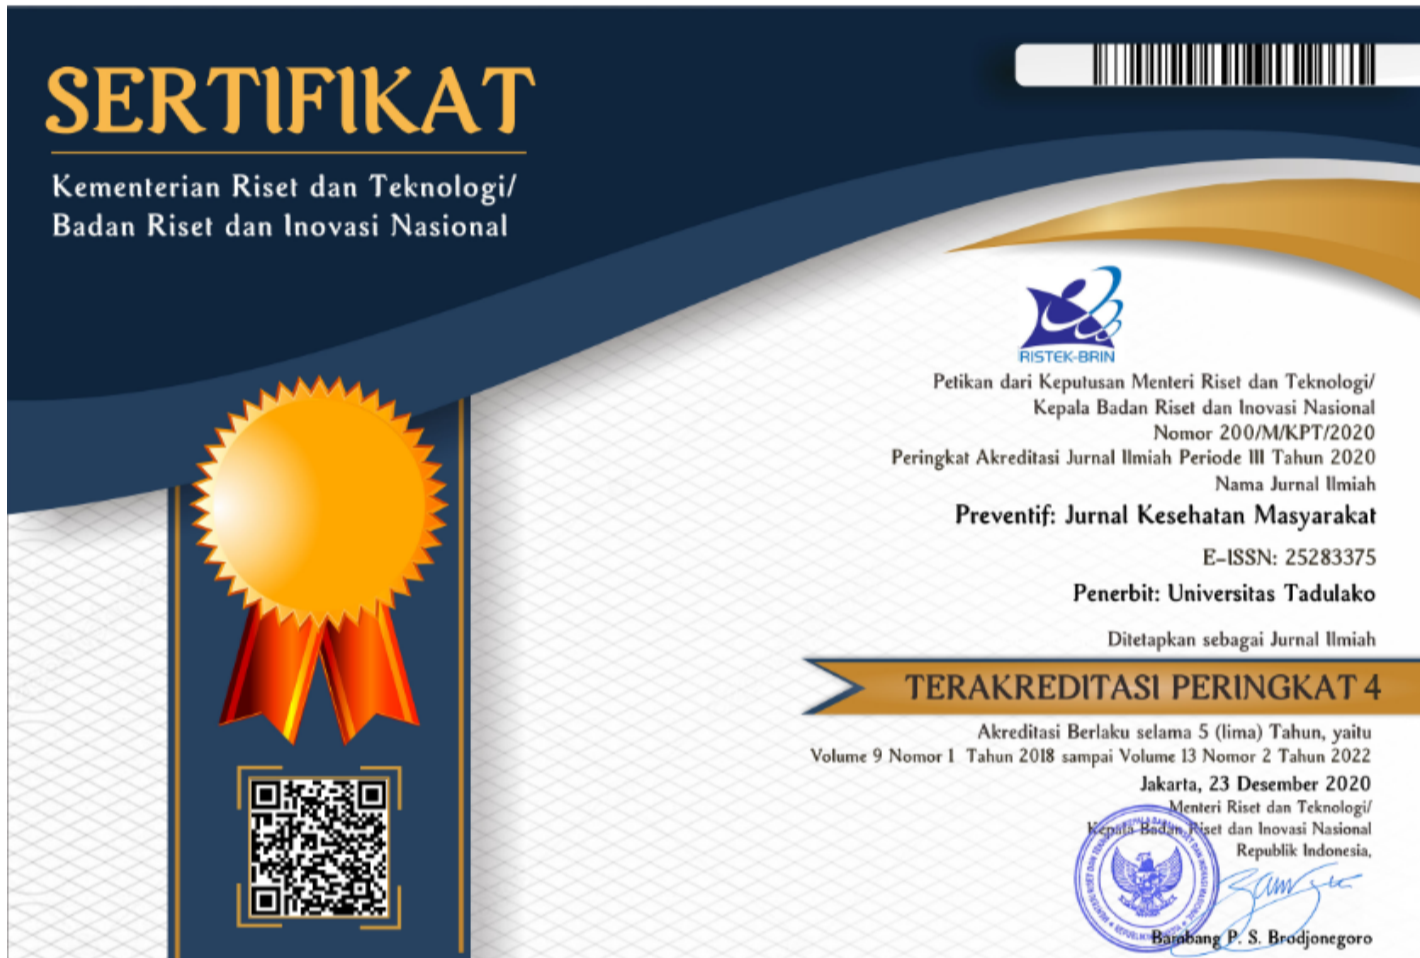 SERTIFIKAT
Kementerian Riset dan Teknologi/
Badan Riset dan Inovasi Nasional
RISTEK-BRIN
Petikan dari Keputusan Menteri Riset dan Teknologi/
Kepala Badan Riset dan Inovasi Nasional
Nomor 200/M/KPT/2020
Peringkat Akreditasi Jurnal Ilmiah Periode III Tahun 2020
Nama Jurnal Ilmiah
Preventif: Jurnal Kesehatan Masyarakat
E-ISSN: 25283375
Penerbit: Universitas Tadulako
Ditetapkan sebagai Jurnal Ilmiah
TERAKREDITASI PERINGKAT 4
Akreditasi Berlaku selama 5 (lima) Tahun, yaitu
Volume 9 Nomor 1 Tahun 2018 sampai Volume 13 Nomor 2 Tahun 2022
Jakarta, 23 Desember 2020
Menteri Riset dan Teknologi/
Kepala Badan Riset dan Inovasi Nasional
Republik Indonesia,
Bambang P. S. Brodjonegoro